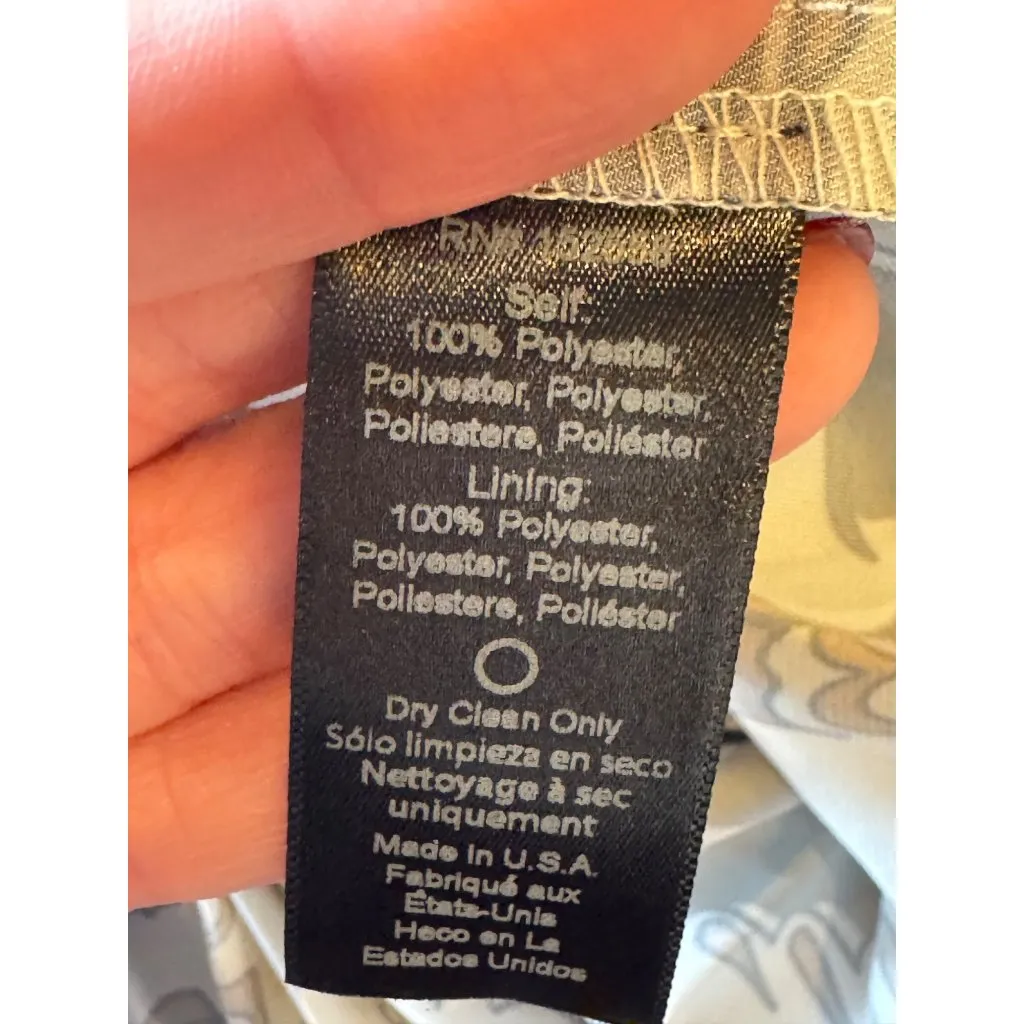 Self:
100% Polyester,
Polyester, Polyester,
Poliestere, Poliéster
Lining:
100% Polyester,
Polyester, Polyester,
Poliestere, Poliéster
Dry Clean Only
Sólo limpieza en seco
Nettoyage à sec
uniquement
Made in U.S.A.
Fabriqué aux
Etats-Unis
Heco en La
Estados Unidos